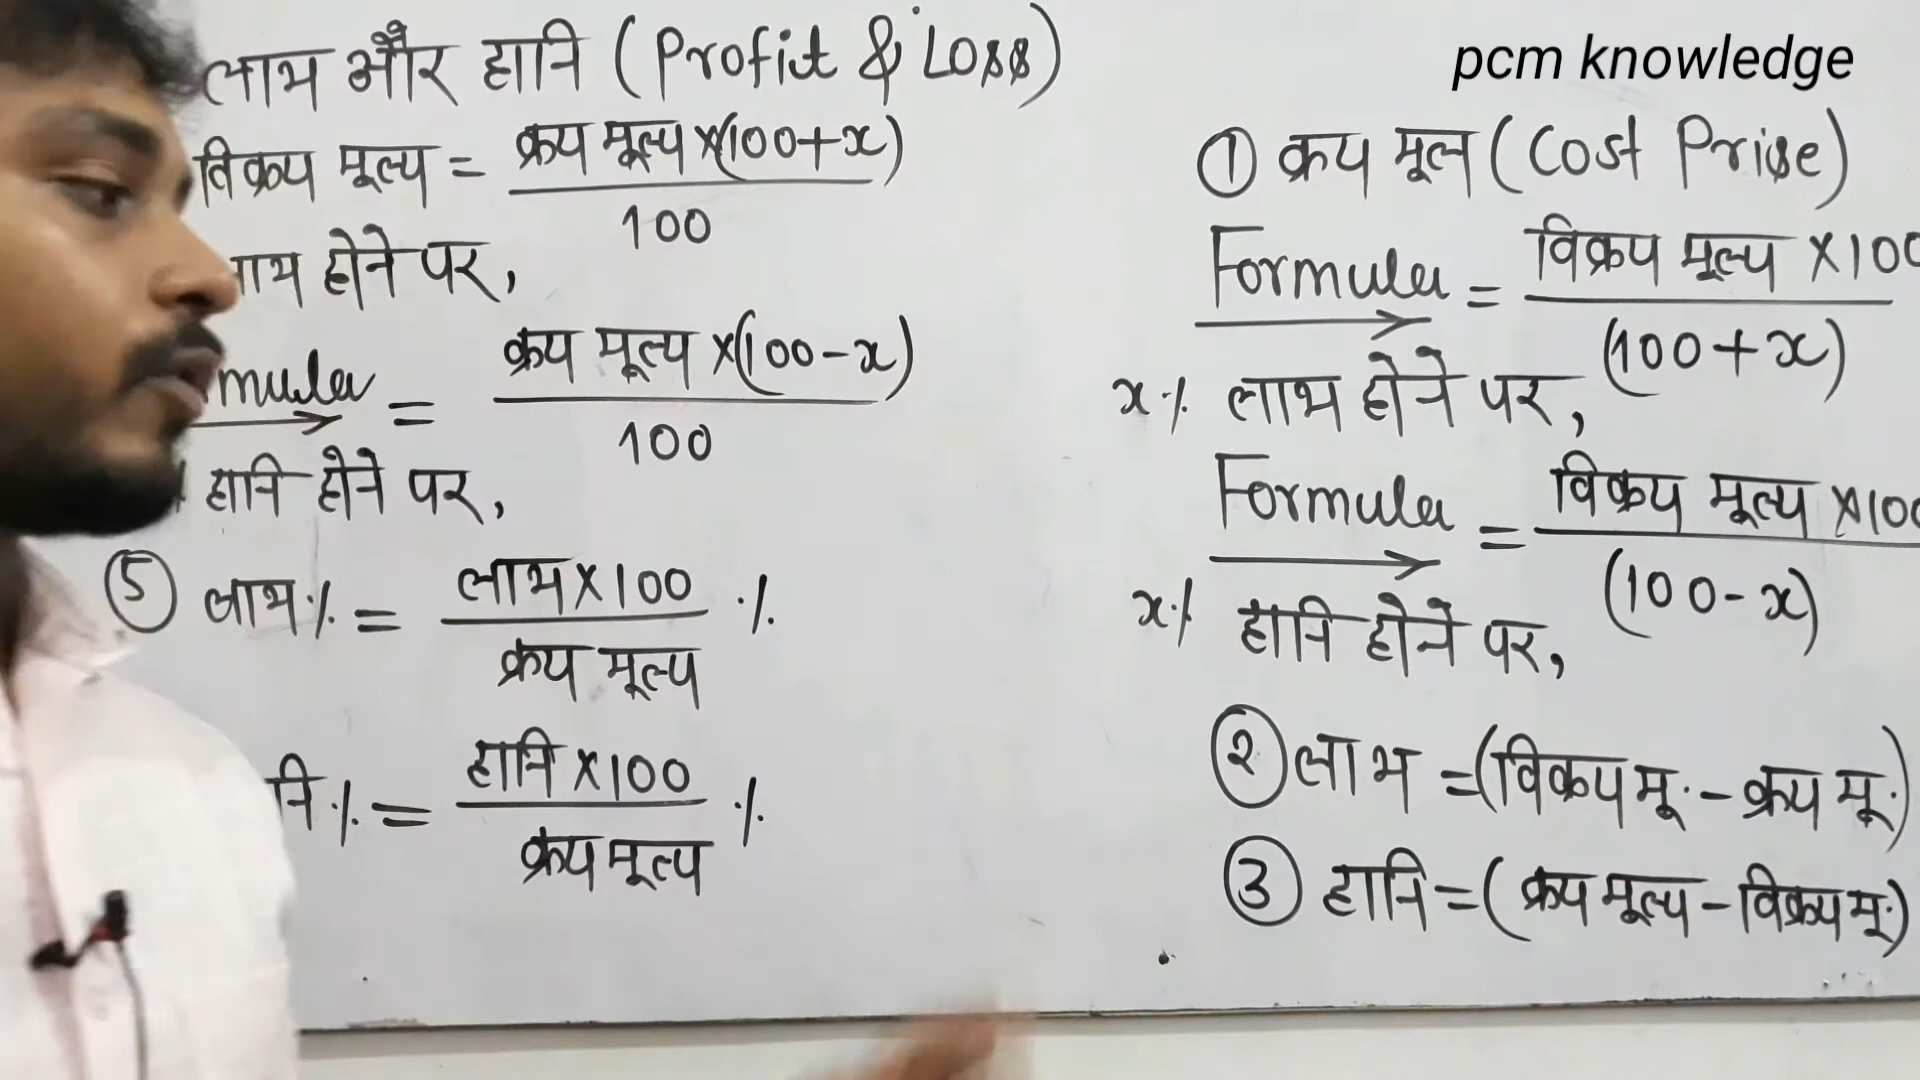 लाभ और हानि (Profit & Loss)
विक्रय मूल्य = क्रय मूल्य ×(100+x)
100
लाभ होने पर,
= क्रय मूल्य ×(100-x)
100
हानि होने पर,
⑤ लाभ % = लाभ×100 %
क्रय मूल्य
नि % = हानि ×100 %
क्रय मूल्य
pcm knowledge
① क्रय मूल (Cost Prise)
Formula = विक्रय मूल्य ×100
(100+x)
x% लाभ होने पर,
Formula = विक्रय मूल्य ×100
(100-x)
x% हानि होने पर,
② लाभ =(विक्रय मू. - क्रय मू.)
③ हानि =( क्रय मूल्य - विक्रय मू.)